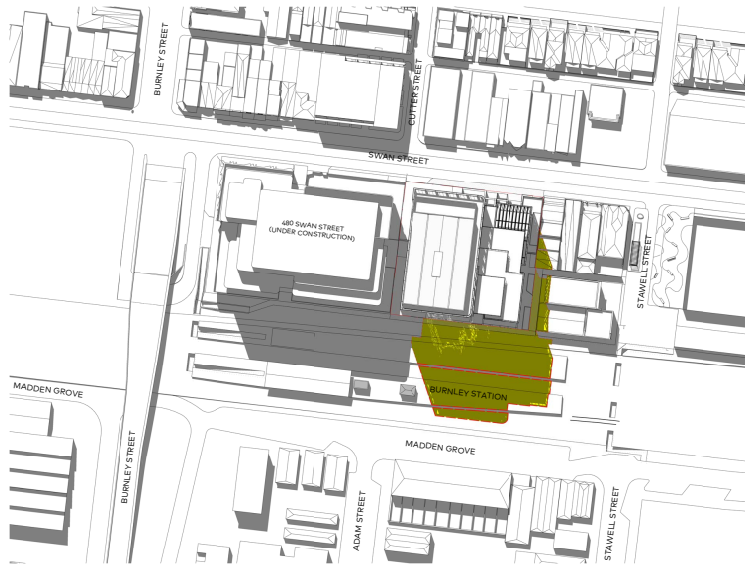 BURNLEY STREET
CUTTER STREET
SWAN STREET
480 SWAN STREET
(UNDER CONSTRUCTION)
STAWELL STREET
MADDEN GROVE
BURNLEY STATION
BURNLEY STREET
MADDEN GROVE
ADAM STREET
STAWELL STREET